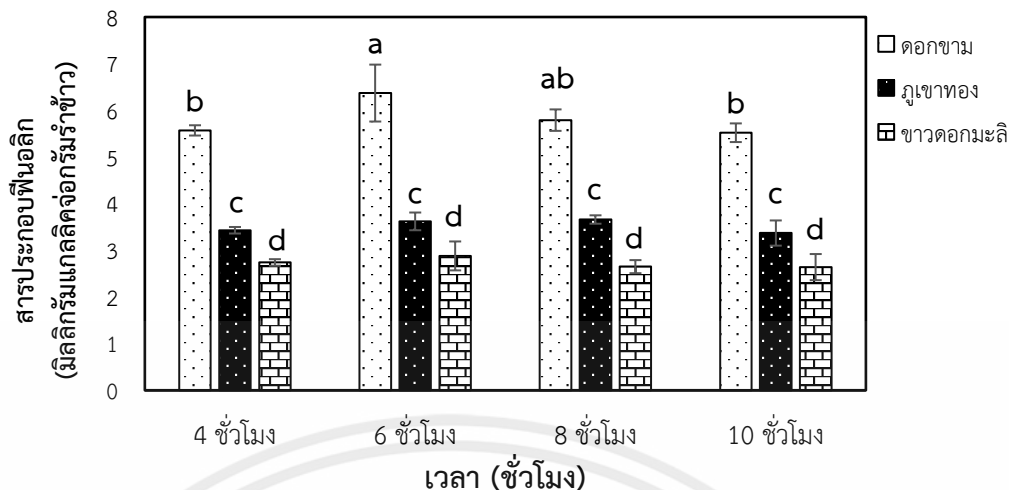 สารประกอบฟีนอลิก
(มิลลิกรัมแกลลิคต่อกรัมรำข้าว)
8
7
6
5
4
3
2
1
0
b
c
d
a
c
d
ab
c
d
b
c
d
ดอกขาม
ภูเขาทอง
ขาวดอกมะลิ
4 ชั่วโมง
6 ชั่วโมง
8 ชั่วโมง
10 ชั่วโมง
เวลา (ชั่วโมง)